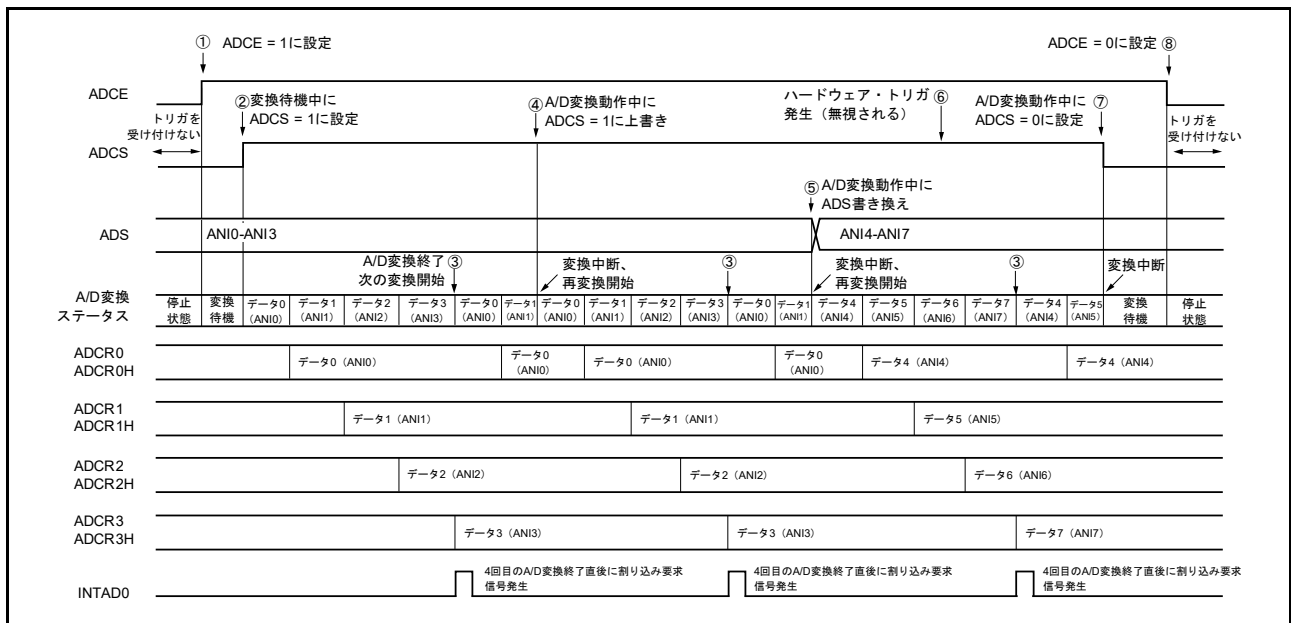 ① ADCE = 1に設定
ADCE = 0に設定 ⑧
ADCE
②変換待機中に
ADCS = 1に設定
④A/D変換動作中に
ADCS = 1に上書き
ハードウェア・トリガ ⑥
発生（無視される）
A/D変換動作中に ⑦
ADCS = 0に設定
トリガを
受け付けない
トリガを
受け付けない
ADCS
⑤A/D変換動作中に
ADS書き換え
ADS
ANI0-ANI3
ANI4-ANI7
A/D変換終了③
次の変換開始
変換中断、
再変換開始
③
変換中断、
再変換開始
③
変換中断
A/D変換
ステータス
停止
状態
変換
待機
データ0
(ANI0)
データ1
(ANI1)
データ2
(ANI2)
データ3
(ANI3)
データ0
(ANI0)
データ1
(ANI1)
データ0
(ANI0)
データ1
(ANI1)
データ2
(ANI2)
データ3
(ANI3)
データ0
(ANI0)
データ1
(ANI1)
データ4
(ANI4)
データ5
(ANI5)
データ6
(ANI6)
データ7
(ANI7)
データ4
(ANI4)
データ5
(ANI5)
変換
待機
停止
状態
ADCR0
ADCR0H
データ0（ANI0）
データ0
（ANI0）
データ0（ANI0）
データ0
（ANI0）
データ4（ANI4）
データ4（ANI4）
ADCR1
ADCR1H
データ1（ANI1）
データ1（ANI1）
データ5（ANI5）
ADCR2
ADCR2H
データ2（ANI2）
データ2（ANI2）
データ6（ANI6）
ADCR3
ADCR3H
データ3（ANI3）
データ3（ANI3）
データ7（ANI7）
INTAD0
4回目のA/D変換終了直後に割り込み要求
信号発生
4回目のA/D変換終了直後に割り込み要求
信号発生
4回目のA/D変換終了直後に割り込み要求
信号発生